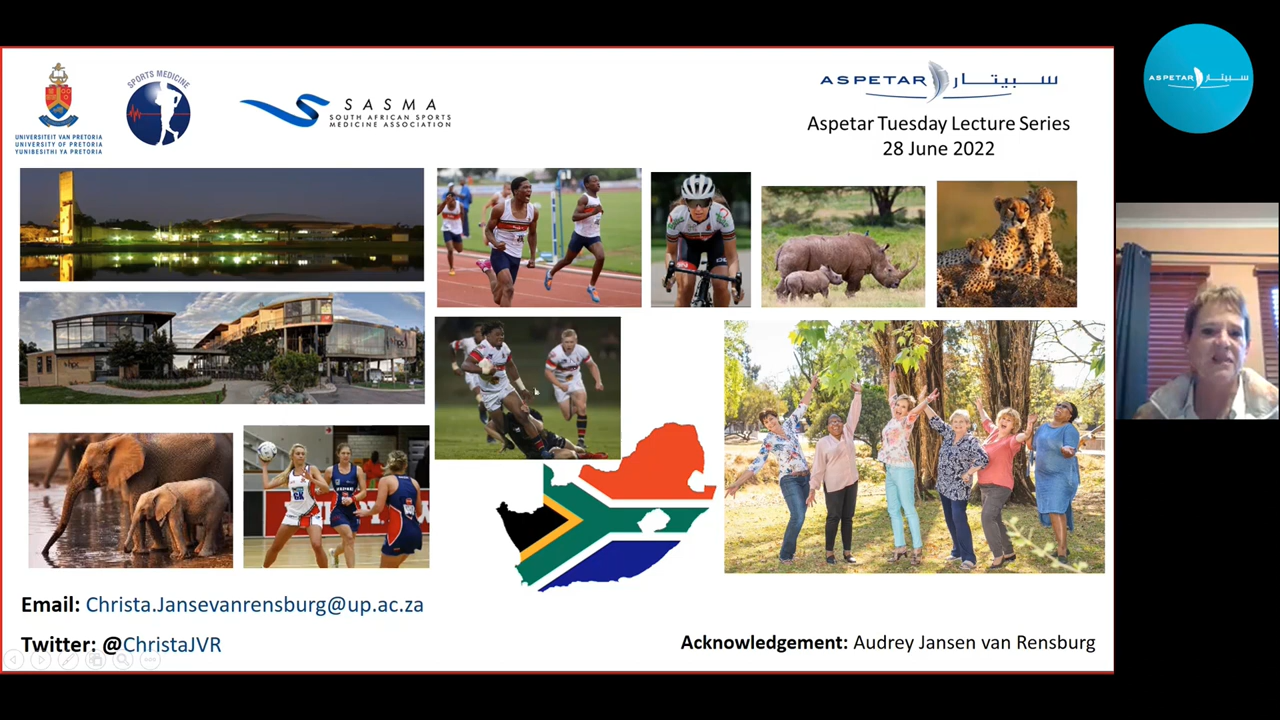 UNIVERSITEIT VAN PRETORIA
UNIVERSITY OF PRETORIA
YUNIBESITHI YA PRETORIA
SPORTS MEDICINE
SASMA
SOUTH AFRICAN SPORTS
MEDICINE ASSOCIATION
ASPETAR سبيتار
Aspetar Tuesday Lecture Series
28 June 2022
ASPETAR سبيتار
hpc
GK
Email: Christa.Jansevanrensburg@up.ac.za
Twitter: @ChristaJVR
Acknowledgement: Audrey Jansen van Rensburg